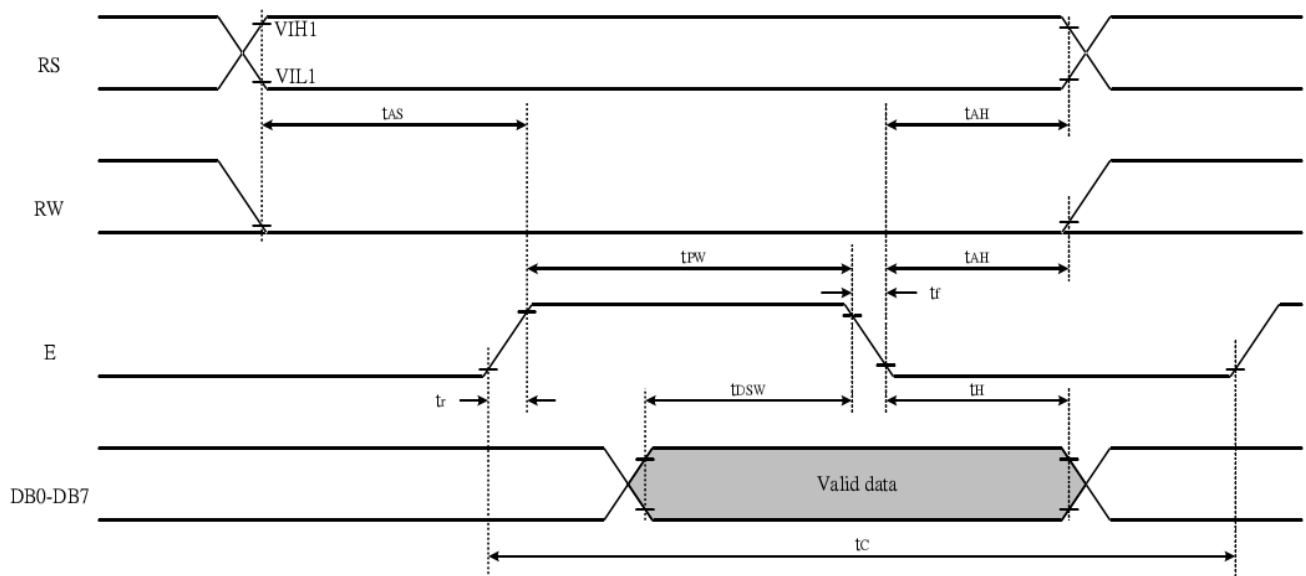 VIH1
RS
VIL1
tAS
tAH
RW
tPW
tAH
tf
E
tr
tDSW
tH
DB0-DB7
Valid data
tC